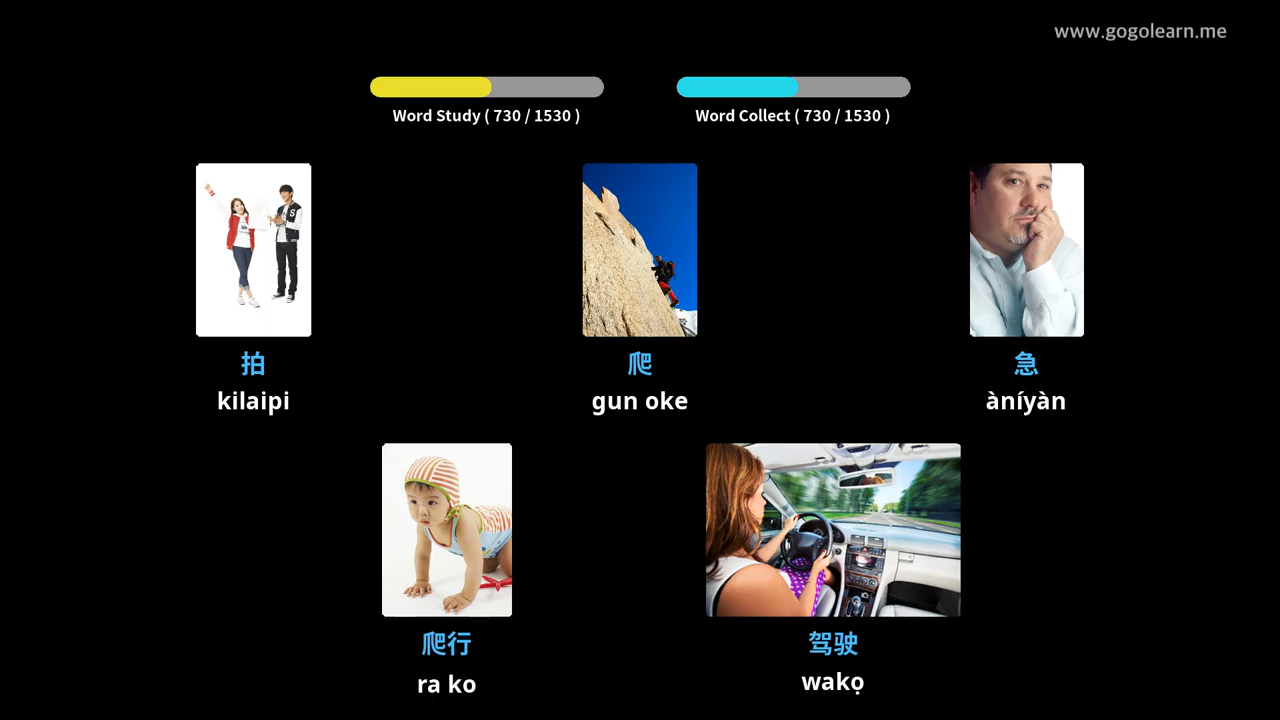 www.gogolearn.me
Word Study ( 730 / 1530 )
Word Collect ( 730 / 1530 )
拍
kilaipi
爬
gun oke
急
àníyàn
爬行
ra ko
驾驶
wakọ